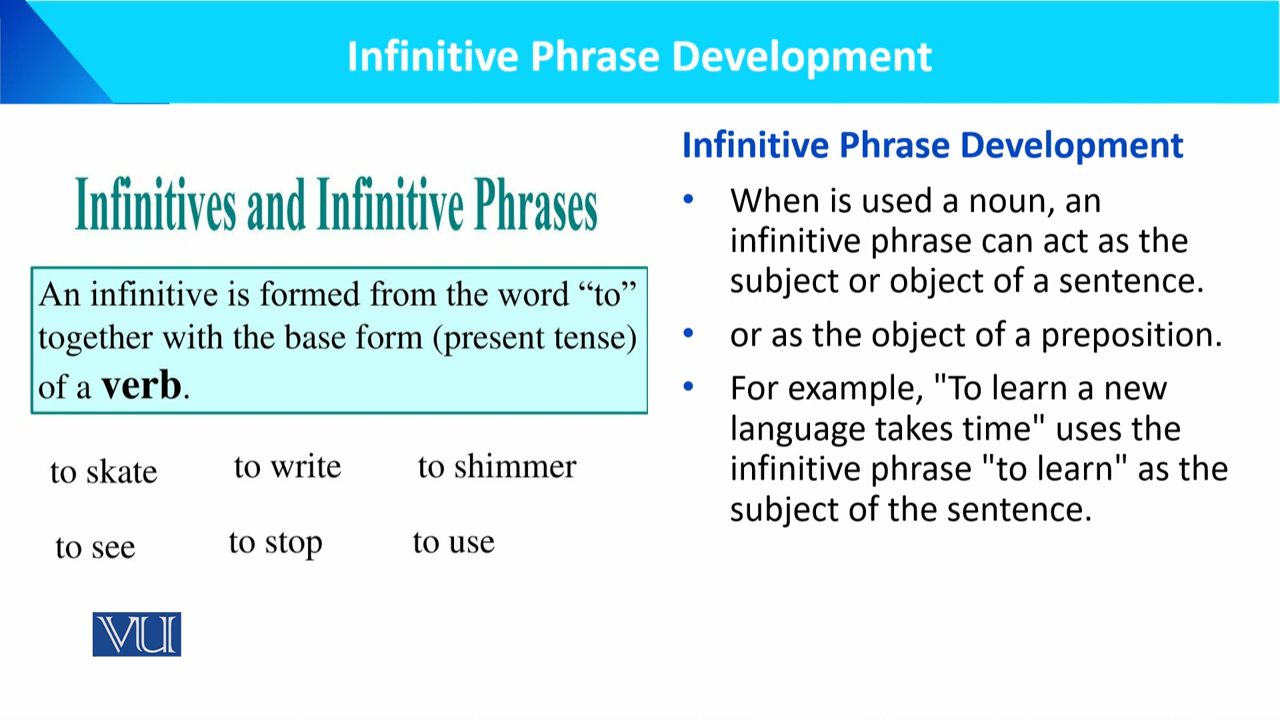 Infinitive Phrase Development
Infinitives and Infinitive Phrases
An infinitive is formed from the word “to”
together with the base form (present tense)
of a verb.
to skate to write to shimmer
to see to stop to use
VU
Infinitive Phrase Development
• When is used a noun, an
infinitive phrase can act as the
subject or object of a sentence.
• or as the object of a preposition.
• For example, "To learn a new
language takes time" uses the
infinitive phrase "to learn" as the
subject of the sentence.